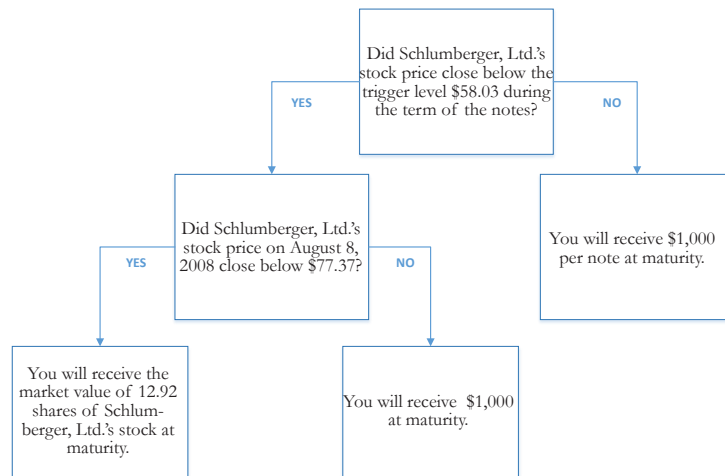 Did Schlumberger, Ltd.'s
stock price close below the
trigger level $58.03 during
the term of the notes?
YES
NO
Did Schlumberger, Ltd.'s
stock price on August 8,
2008 close below $77.37?
You will receive $1,000
per note at maturity.
YES
NO
You will receive the
market value of 12.92
shares of Schlum-
berger, Ltd.'s stock at
maturity.
You will receive $1,000
at maturity.